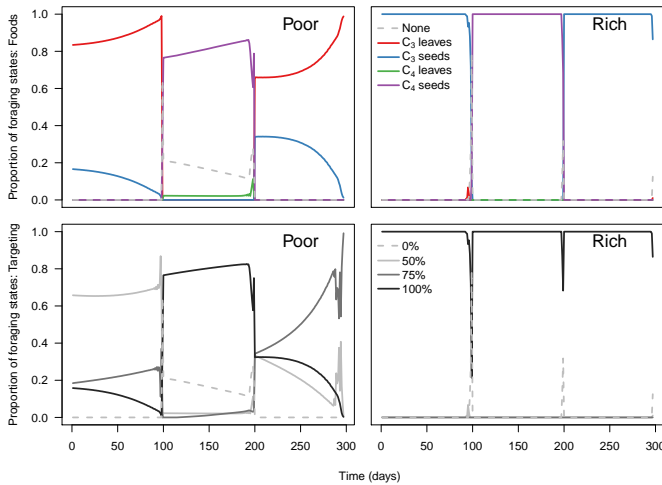 Proportion of foraging states: Foods
1.0
0.8
0.6
0.4
0.2
0.0
Poor
Rich
None
C3 leaves
C3 seeds
C4 leaves
C4 seeds
Proportion of foraging states: Targeting
1.0
0.8
0.6
0.4
0.2
0.0
Poor
Rich
0%
50%
75%
100%
0 50 100 150 200 250 300
0 50 100 150 200 250 300
Time (days)